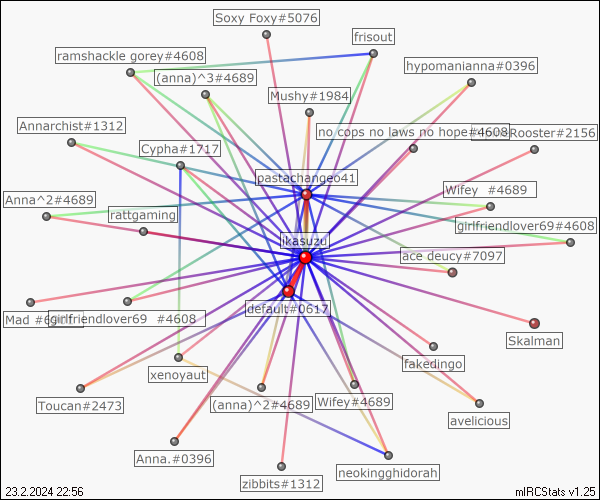 Soxy Foxy#5076
frisout
ramshackle gorey#4608
hypomanianna#0396
(anna)^3#4689
Mushy#1984
Annarchist#1312
no cops no laws no hope#4608
Rooster#2156
Cypha#1717
pastachangeo41
Wifey #4689
Anna^2#4689
rattgaming
girlfriendlover69#4608
jkasuzu
ace deucy#7097
default#0617
Mad
girlfriendlover69 #4608
Skalman
fakedingo
xenoyaut
Toucan#2473
(anna)^2#4689
Wifey#4689
avelicious
Anna.#0396
zibbits#1312
neokingghidorah
23.2.2024 22:56
mIRCStats v1.25